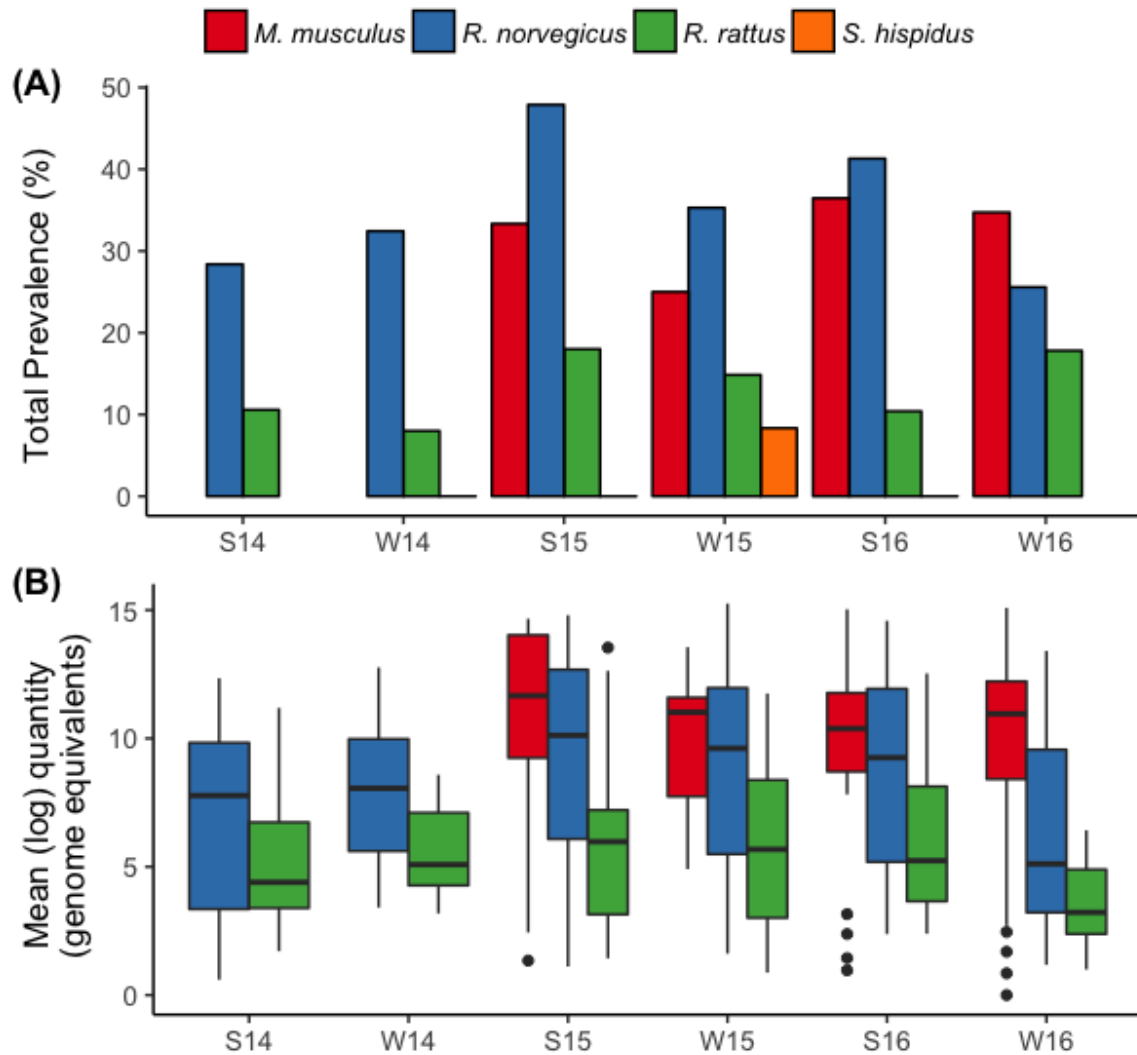 M. musculus R. norvegicus R. rattus S. hispidus
(A)
Total Prevalence (%)
50
40
30
20
10
0
S14 W14 S15 W15 S16 W16
(B)
Mean (log) quantity
(genome equivalents)
15
10
5
0
S14 W14 S15 W15 S16 W16